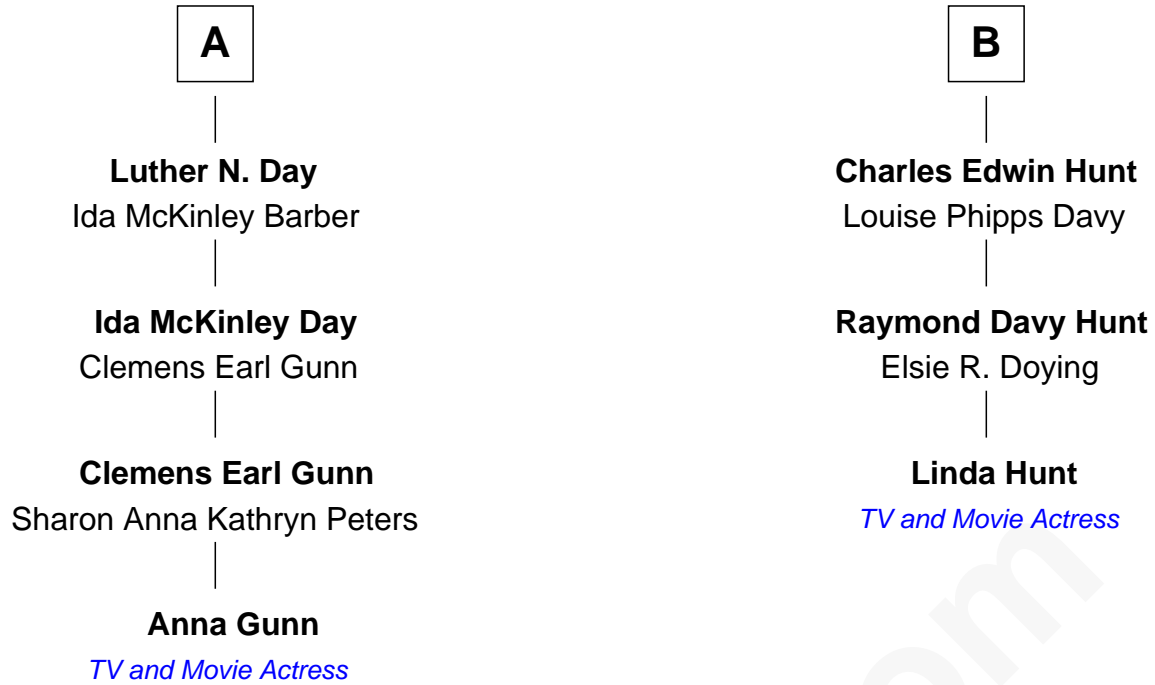 A
Luther N. Day
Ida McKinley Barber
Ida McKinley Day
Clemens Earl Gunn
Clemens Earl Gunn
Sharon Anna Kathryn Peters
Anna Gunn
TV and Movie Actress
B
Charles Edwin Hunt
Louise Phipps Davy
Raymond Davy Hunt
Elsie R. Doying
Linda Hunt
TV and Movie Actress
om